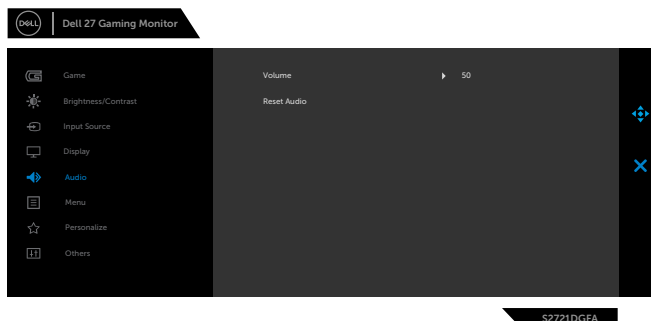 DELL
Dell 27 Gaming Monitor
Game
Volume
50
Brightness/Contrast
Reset Audio
Input Source
Display
Audio
Menu
Personalize
Others
S2721DGFA